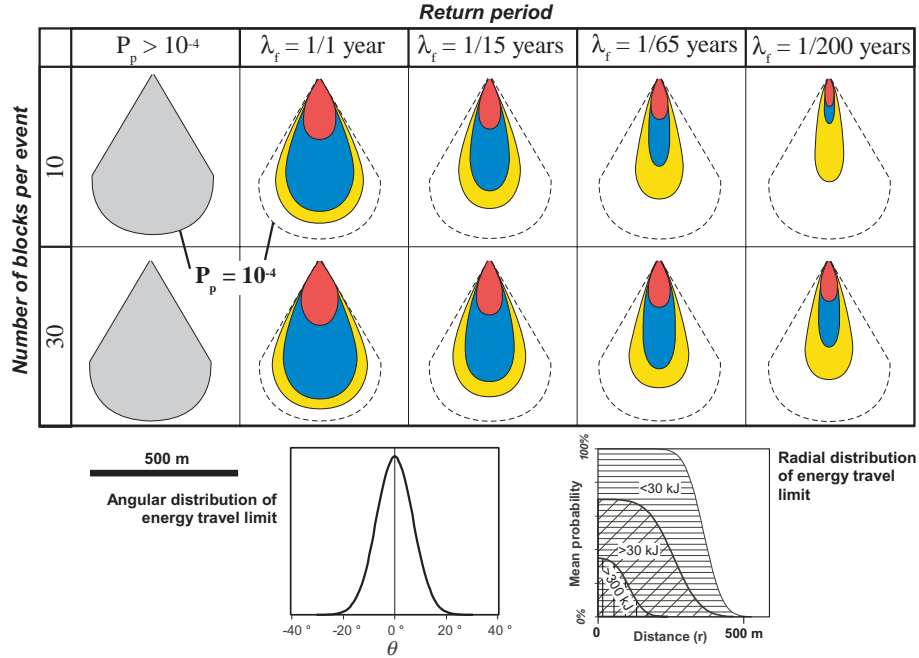 Return period
P_p > 10^-4
λ_f = 1/1 year
λ_f = 1/15 years
λ_f = 1/65 years
λ_f = 1/200 years
Number of blocks per event
10
P_p = 10^-4
30
500 m
Angular distribution of
energy travel limit
-40 °
-20 °
0 °
20 °
40 °
θ
Mean probability
100%
0%
<30 kJ
>30 kJ
>300 kJ
0
500 m
Distance (r)
Radial distribution
of energy travel
limit